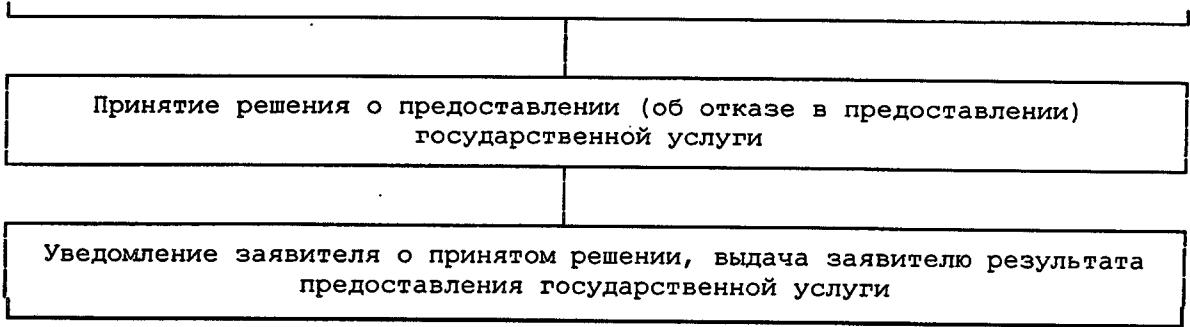 Принятие решения о предоставлении (об отказе в предоставлении)
государственной услуги
Уведомление заявителя о принятом решении, выдача заявителю результата
предоставления государственной услуги